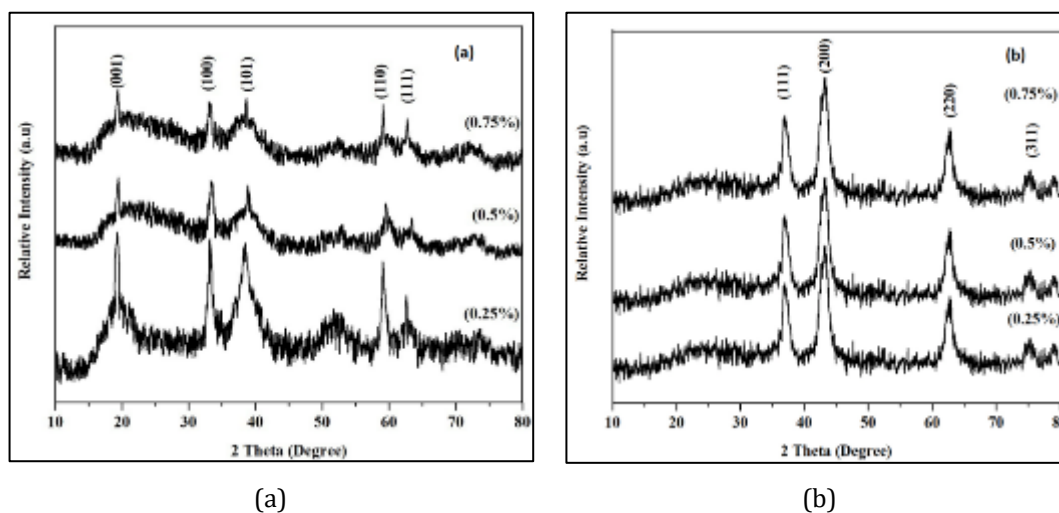 (a)
(001)
(100)
(101)
(110)
(111)
(0.75%)
(0.5%)
(0.25%)
Relative Intensity (a.u)
10 20 30 40 50 60 70 80
2 Theta (Degree)
(a)
(b)
(111)
(200)
(220)
(311)
(0.75%)
(0.5%)
(0.25%)
Relative Intensity (a.u)
10 20 30 40 50 60 70 80
2 Theta (Degree)
(b)